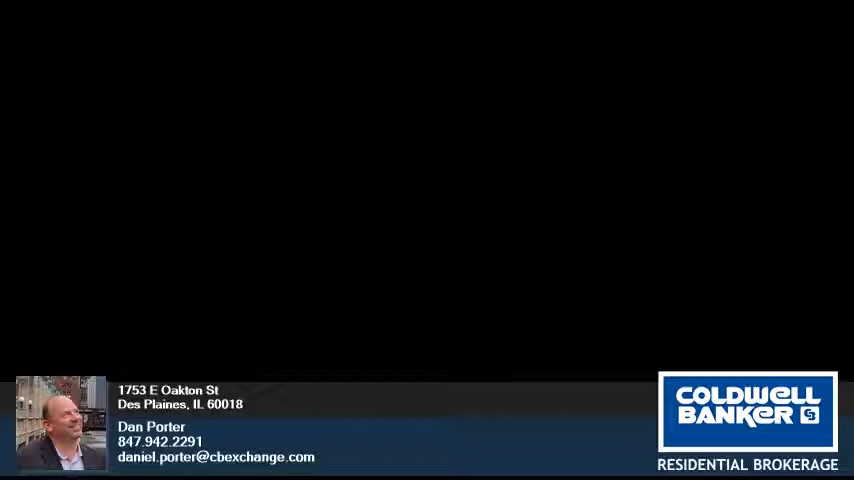 1753 E Oakton St
Des Plaines, IL 60018
Dan Porter
847.942.2291
daniel.porter@cbexchange.com
COLDWELL
BANKER CB
RESIDENTIAL BROKERAGE